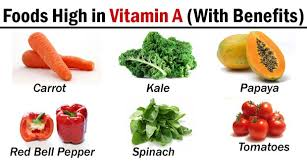 Foods High in Vitamin A (With Benefits)
Carrot
Kale
Papaya
Red Bell Pepper
Spinach
Tomatoes